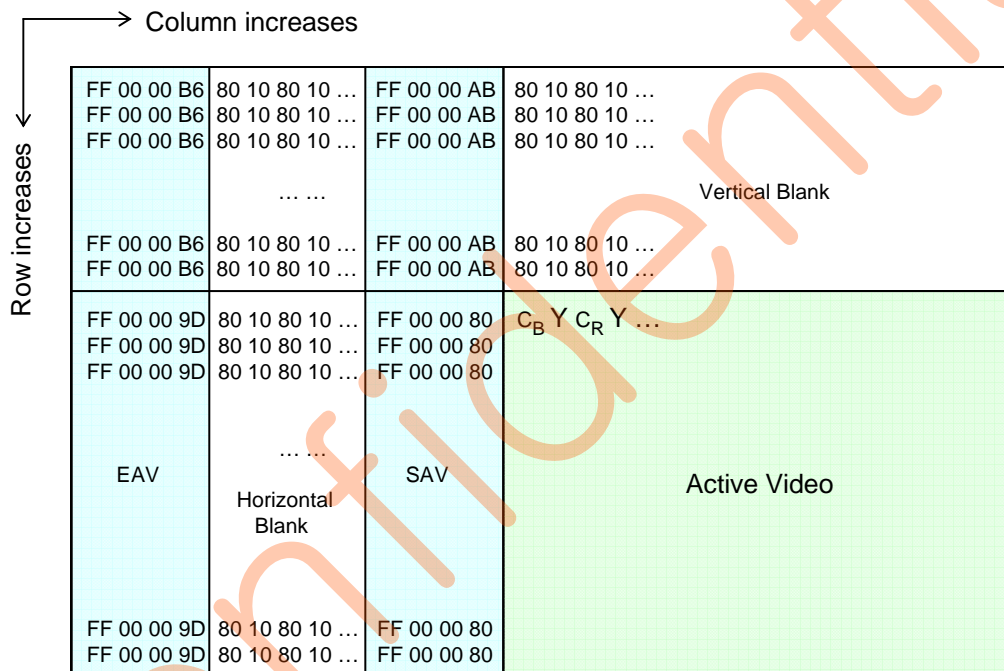 Column increases
Row increases
FF 00 00 B6 80 10 80 10 … FF 00 00 AB 80 10 80 10 …
FF 00 00 B6 80 10 80 10 … FF 00 00 AB 80 10 80 10 …
FF 00 00 B6 80 10 80 10 … FF 00 00 AB 80 10 80 10 …
… …
Vertical Blank
FF 00 00 B6 80 10 80 10 … FF 00 00 AB 80 10 80 10 …
FF 00 00 B6 80 10 80 10 … FF 00 00 AB 80 10 80 10 …
FF 00 00 9D 80 10 80 10 … FF 00 00 80 CB Y CR Y …
FF 00 00 9D 80 10 80 10 … FF 00 00 80
FF 00 00 9D 80 10 80 10 … FF 00 00 80
… …
EAV
SAV
Active Video
Horizontal
Blank
FF 00 00 9D 80 10 80 10 … FF 00 00 80
FF 00 00 9D 80 10 80 10 … FF 00 00 80
onfidenti